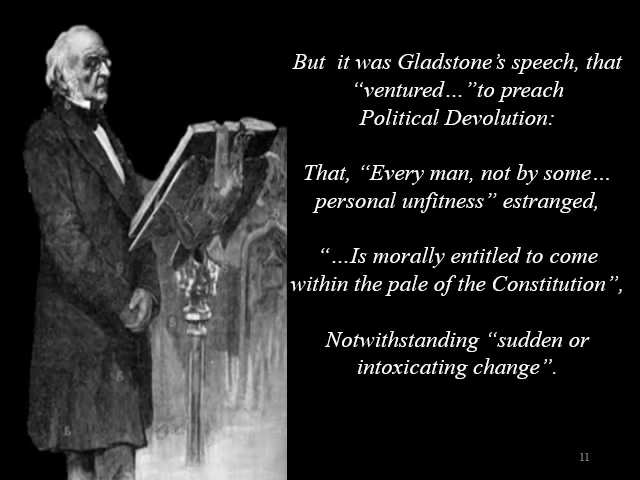 But it was Gladstone’s speech, that
“ventured…”to preach
Political Devolution:
That, “Every man, not by some…
personal unfitness” estranged,
“…Is morally entitled to come
within the pale of the Constitution”,
Notwithstanding “sudden or
intoxicating change”.
11